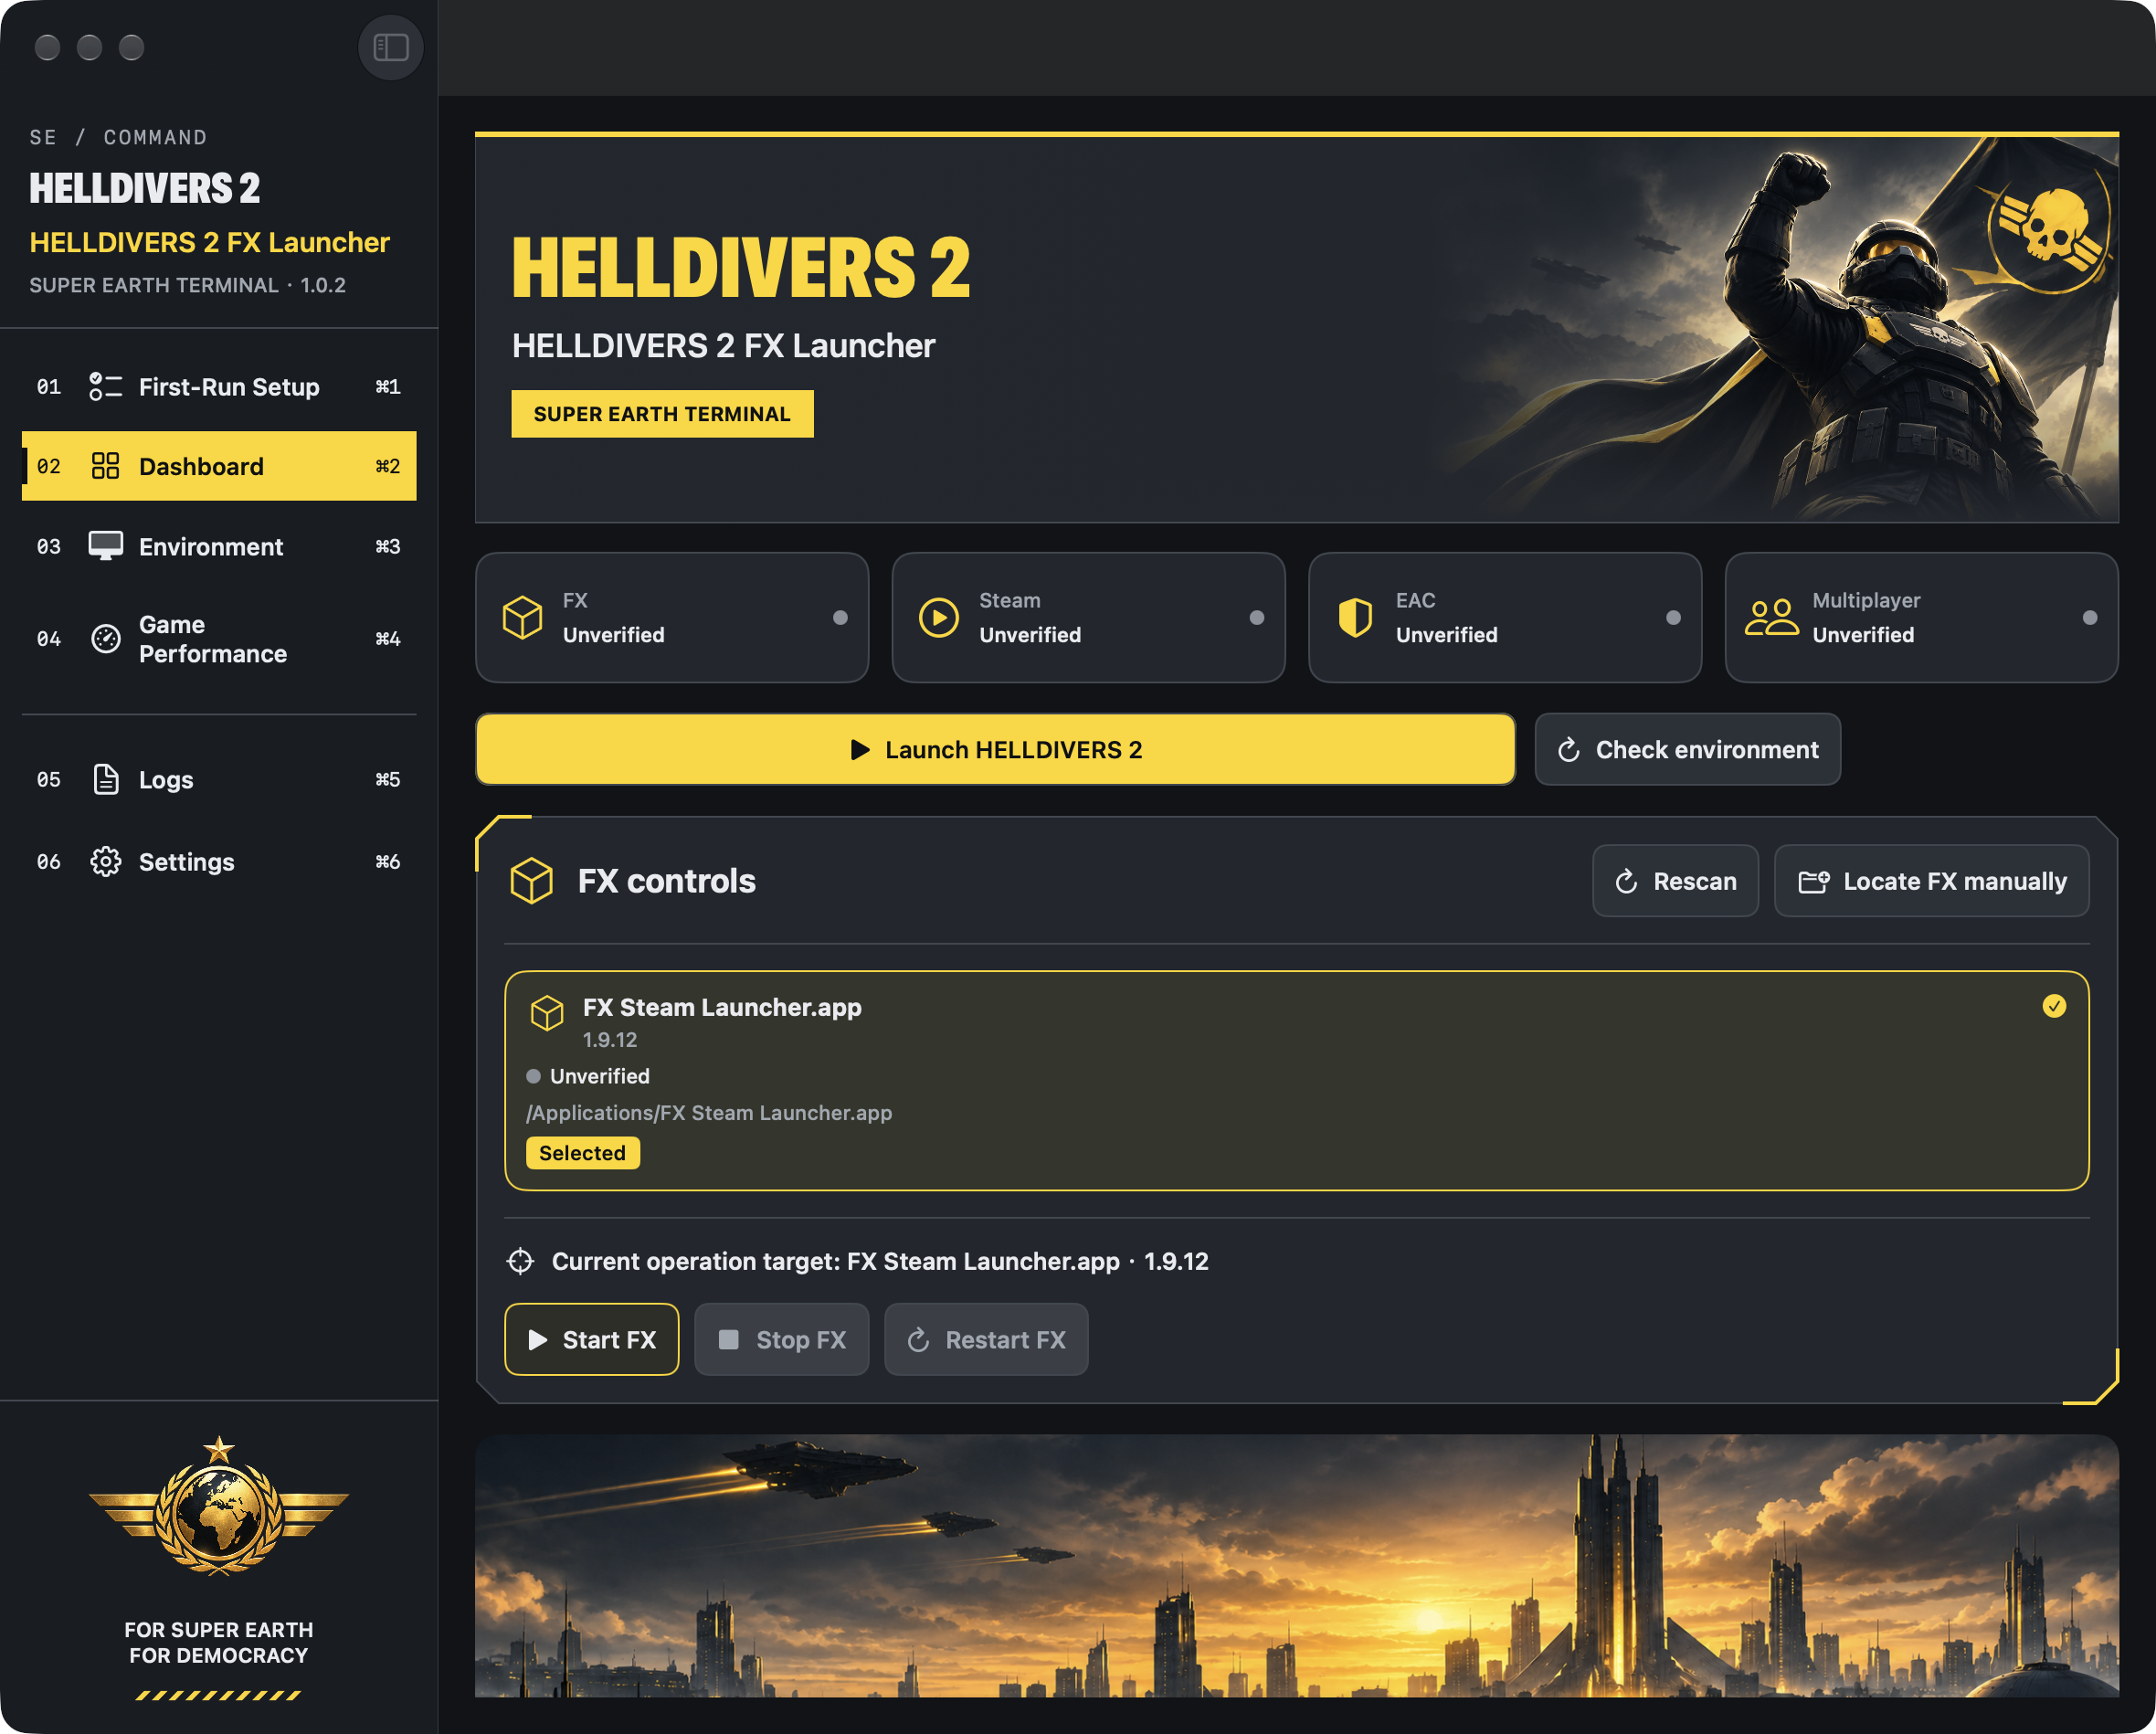 SE / COMMAND
HELLDIVERS 2
HELLDIVERS 2 FX Launcher
SUPER EARTH TERMINAL · 1.0.2
01 First-Run Setup ⌘1
02 Dashboard ⌘2
03 Environment ⌘3
04 Game Performance ⌘4
05 Logs ⌘5
06 Settings ⌘6
FOR SUPER EARTH
FOR DEMOCRACY
HELLDIVERS 2
HELLDIVERS 2 FX Launcher
SUPER EARTH TERMINAL
FX
Unverified
Steam
Unverified
EAC
Unverified
Multiplayer
Unverified
Launch HELLDIVERS 2
Check environment
FX controls
Rescan
Locate FX manually
FX Steam Launcher.app
1.9.12
Unverified
/Applications/FX Steam Launcher.app
Selected
Current operation target: FX Steam Launcher.app · 1.9.12
Start FX
Stop FX
Restart FX